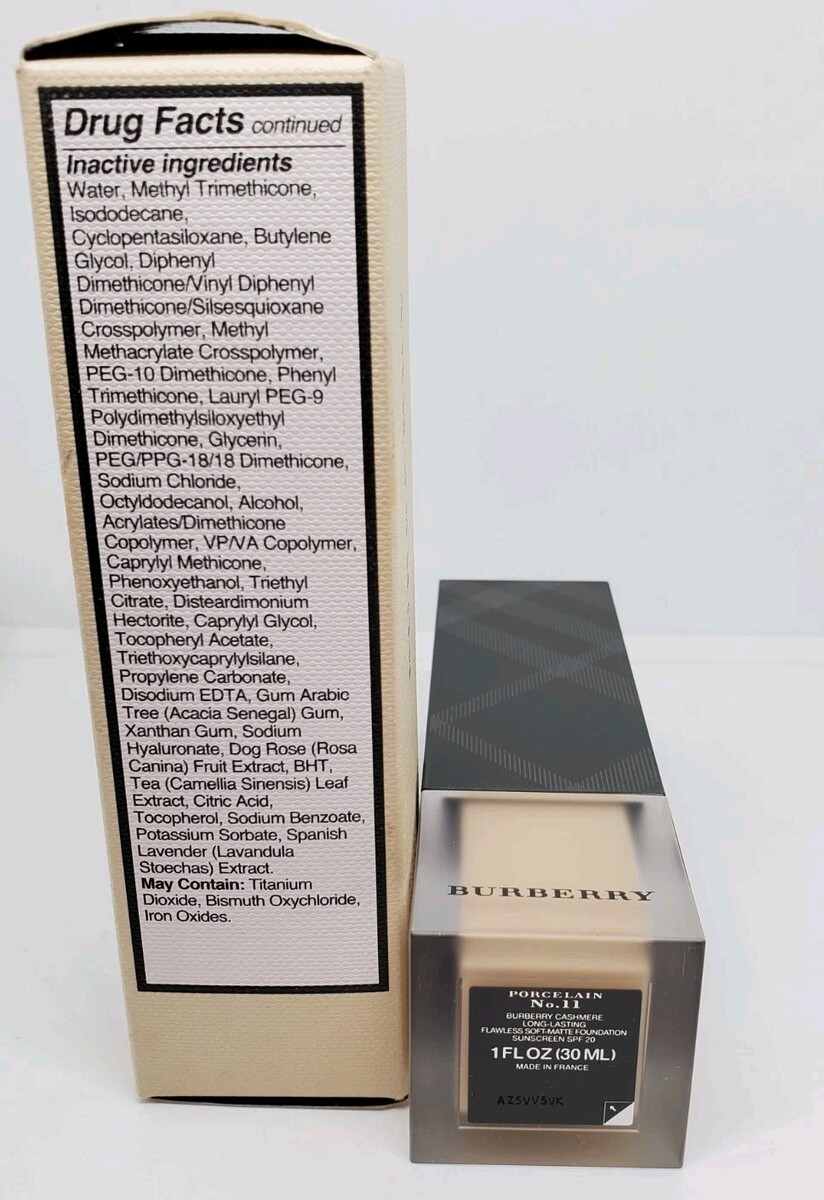 Drug Facts continued
Inactive ingredients
Water, Methyl Trimethicone,
Isododecane,
Cyclopentasiloxane, Butylene
Glycol, Diphenyl
Dimethicone/Vinyl Diphenyl
Dimethicone/Silsesquioxane
Crosspolymer, Methyl
Methacrylate Crosspolymer,
PEG-10 Dimethicone, Phenyl
Trimethicone, Lauryl PEG-9
Polydimethylsiloxyethyl
Dimethicone, Glycerin,
PEG/PPG-18/18 Dimethicone,
Sodium Chloride,
Octyldodecanol, Alcohol,
Acrylates/Dimethicone
Copolymer, VP/VA Copolymer,
Caprylyl Methicone,
Phenoxyethanol, Triethyl
Citrate, Disteardimonium
Hectorite, Caprylyl Glycol,
Tocopheryl Acetate,
Triethoxycaprylylsilane,
Propylene Carbonate,
Disodium EDTA, Gum Arabic
Tree (Acacia Senegal) Gum,
Xanthan Gum, Sodium
Hyaluronate, Dog Rose (Rosa
Canina) Fruit Extract, BHT,
Tea (Camellia Sinensis) Leaf
Extract, Citric Acid,
Tocopherol, Sodium Benzoate,
Potassium Sorbate, Spanish
Lavender (Lavandula
Stoechas) Extract.
May Contain: Titanium
Dioxide, Bismuth Oxychloride,
Iron Oxides.
BURBERRY
PORCELAIN
No.11
BURBERRY CASHMERE
LONG-LASTING
FLAWLESS SOFT-MATTE FOUNDATION
SUNSCREEN SPF 20
1 FL OZ (30 ML)
MADE IN FRANCE
AZ5VV5VK